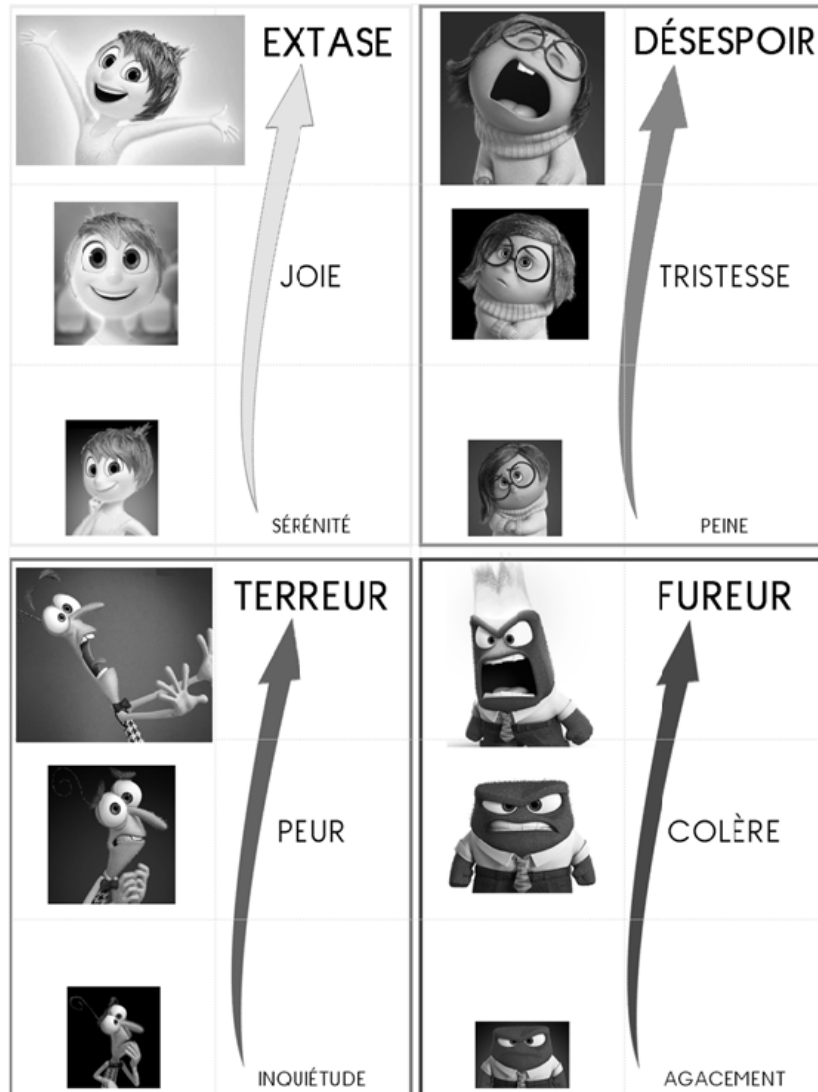 EXTASE
JOIE
SÉRÉNITÉ
DÉSESPOIR
TRISTESSE
PEINE
TERREUR
PEUR
INQUIÉTUDE
FUREUR
COLÈRE
AGACEMENT